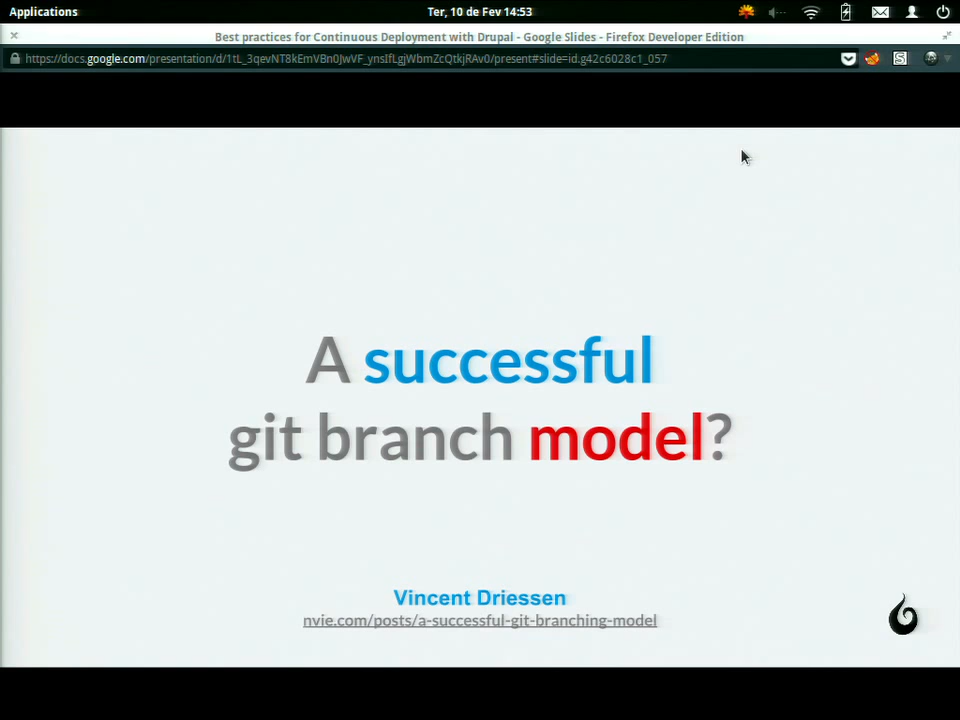 Applications
Ter, 10 de Fev 14:53
Best practices for Continuous Deployment with Drupal - Google Slides - Firefox Developer Edition
https://docs.google.com/presentation/d/1tL_3qevNT8kEmVBn0JwVF_ynsIfLgjWbmZcQtkjRAv0/present#slide=id.g42c6028c1_057
A successful
git branch model?
Vincent Driessen
nvie.com/posts/a-successful-git-branching-model